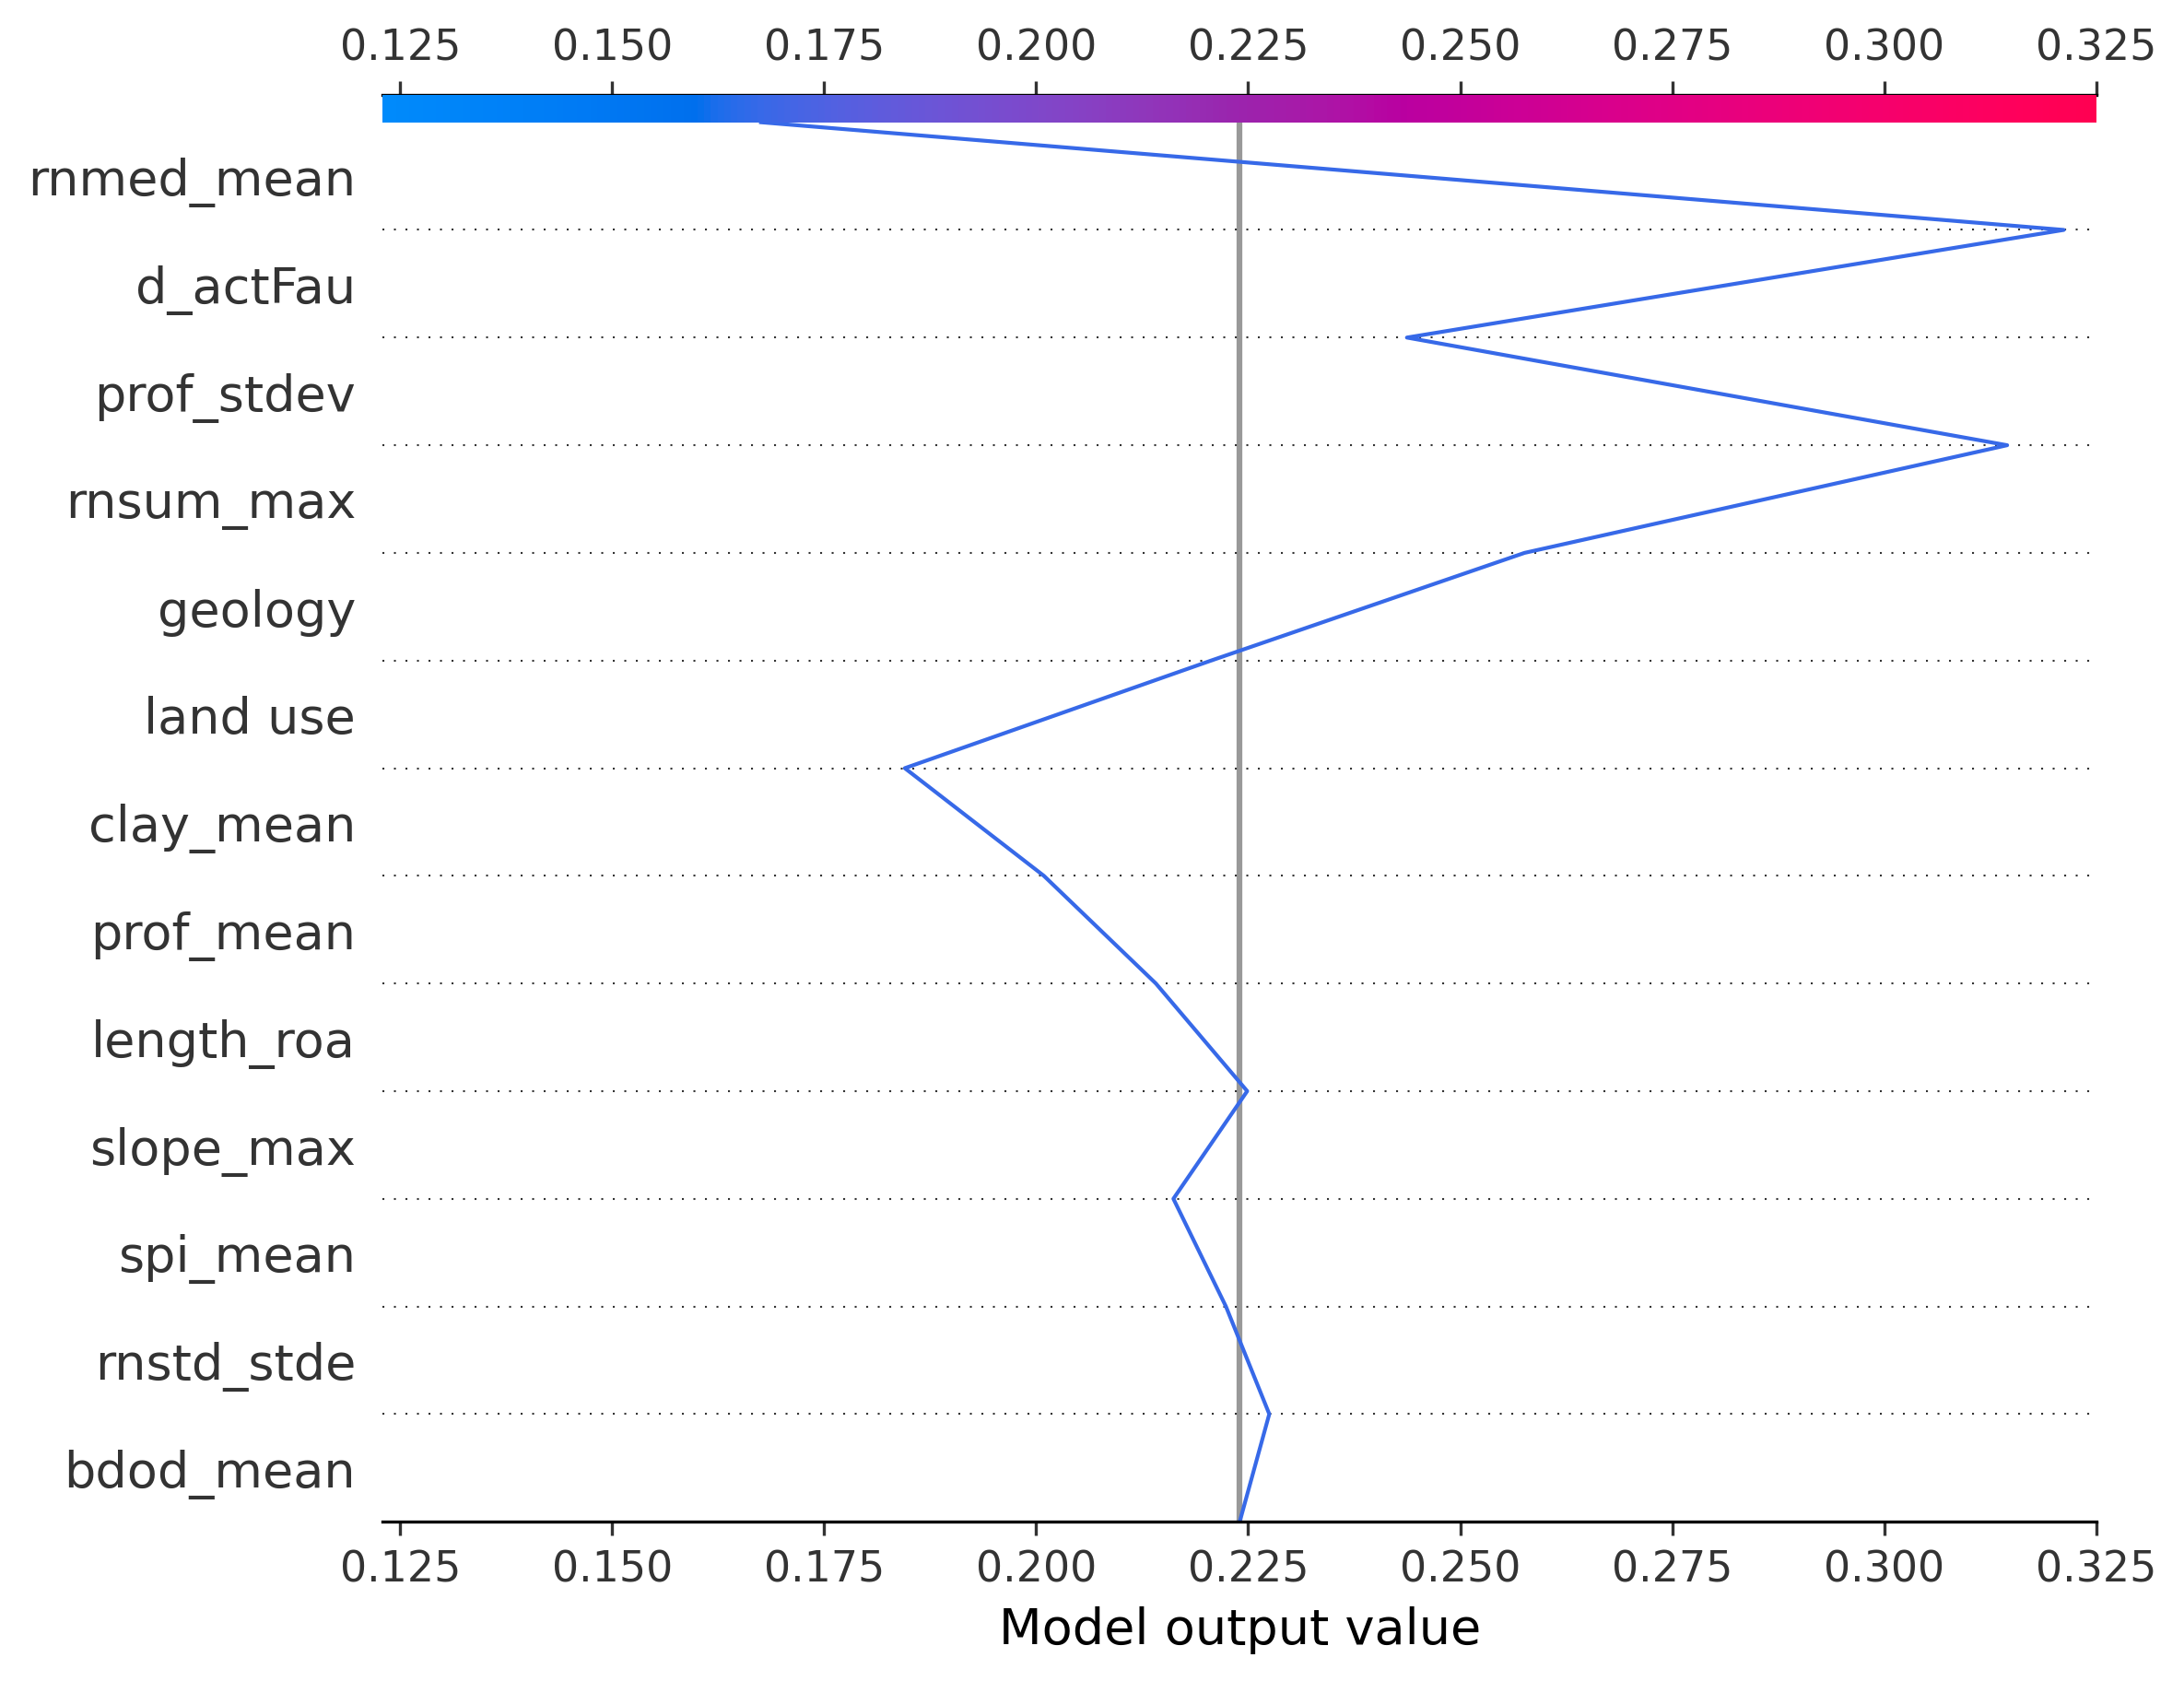 0.125 0.150 0.175 0.200 0.225 0.250 0.275 0.300 0.325
rnmed_mean
d_actFau
prof_stdev
rnsum_max
geology
land use
clay_mean
prof_mean
length_roa
slope_max
spi_mean
rnstd_stde
bdod_mean
0.125 0.150 0.175 0.200 0.225 0.250 0.275 0.300 0.325
Model output value